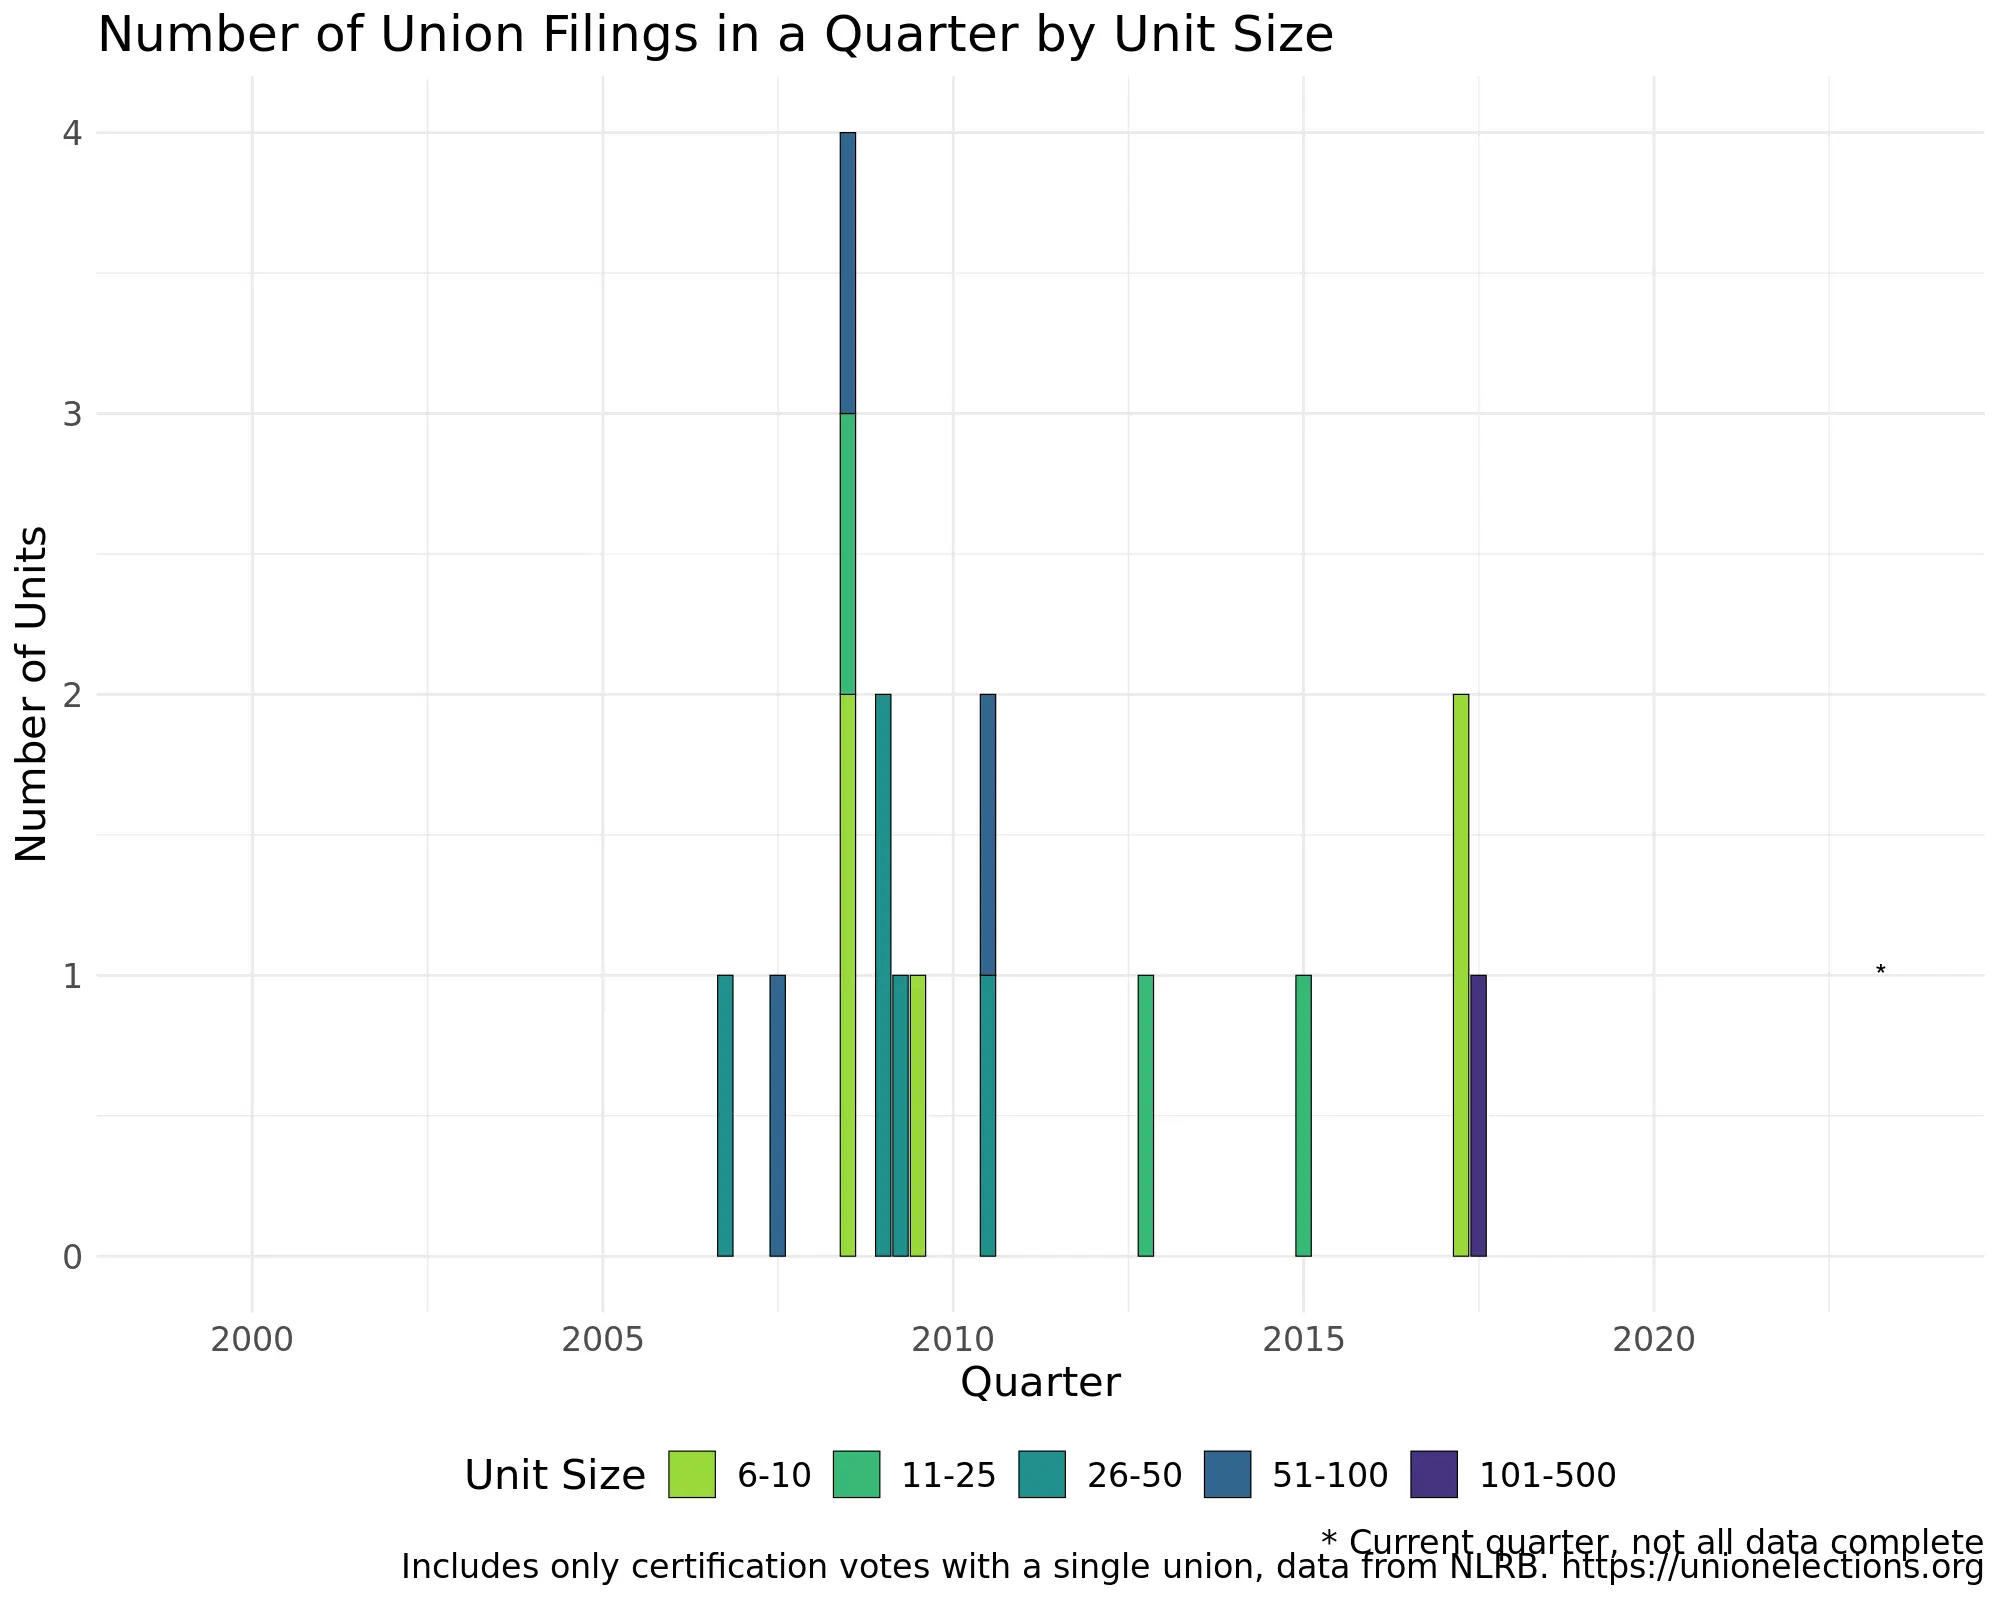 Number of Union Filings in a Quarter by Unit Size
4
3
2
1
0
Number of Units
*
2000 2005 2010 2015 2020
Quarter
Unit Size 6-10 11-25 26-50 51-100 101-500
* Current quarter, not all data complete
Includes only certification votes with a single union, data from NLRB. https://unionelections.org